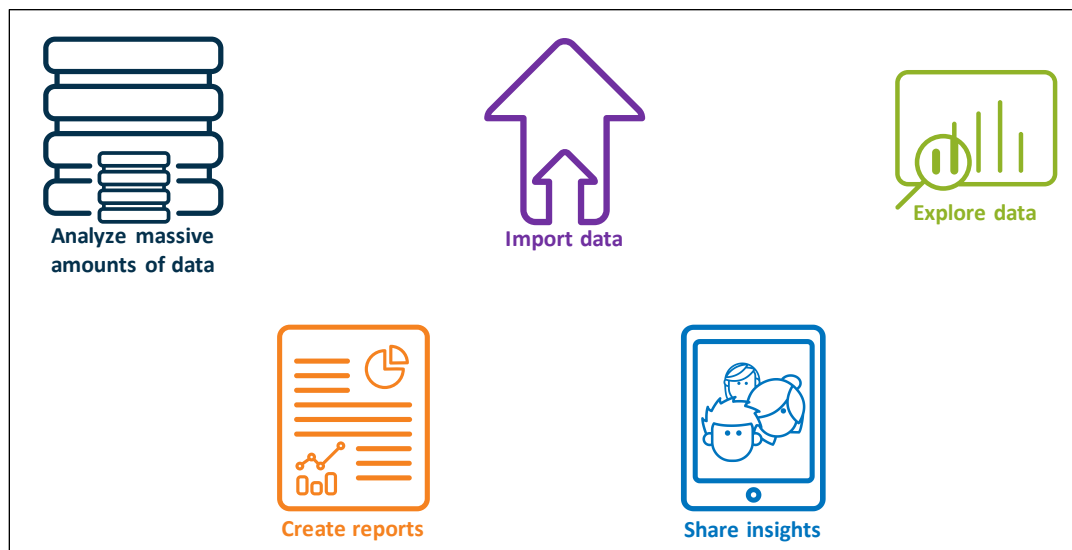 Analyze massive
amounts of data
Import data
Explore data
Create reports
Share insights